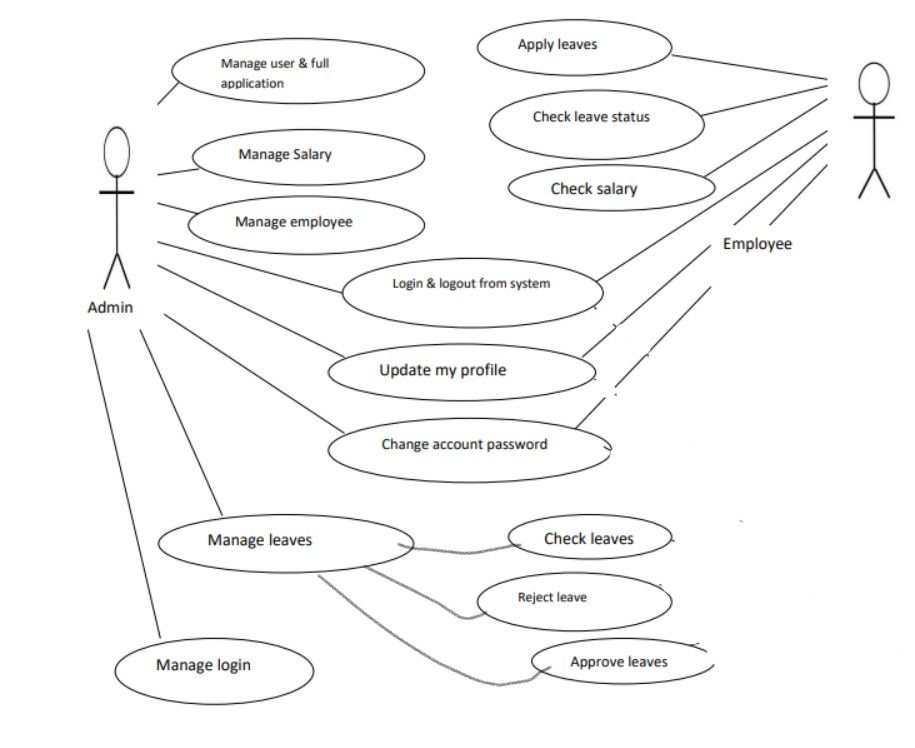 Manage user & full
application
Apply leaves
Check leave status
Manage Salary
Check salary
Manage employee
Employee
Login & logout from system
Admin
Update my profile
Change account password
Manage leaves
Check leaves
Reject leave
Approve leaves
Manage login